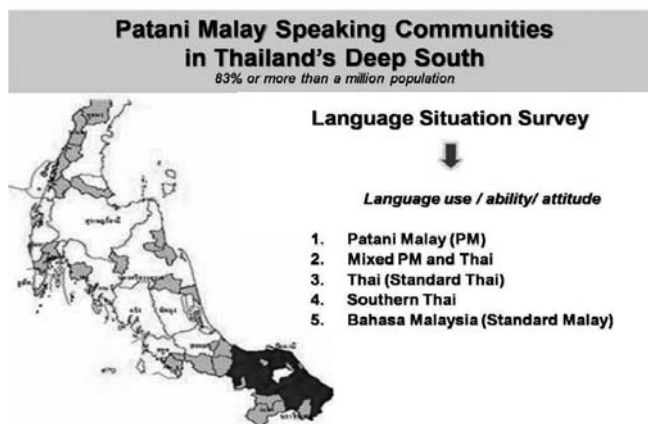 Patani Malay Speaking Communities
in Thailand's Deep South
83% or more than a million population
Language Situation Survey
Language use / ability/ attitude
1. Patani Malay (PM)
2. Mixed PM and Thai
3. Thai (Standard Thai)
4. Southern Thai
5. Bahasa Malaysia (Standard Malay)